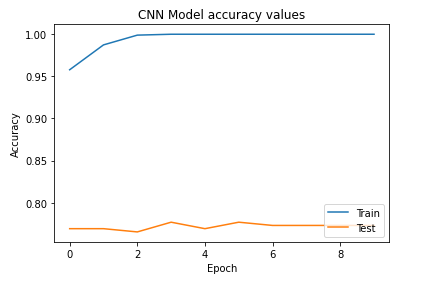 CNN Model accuracy values
1.00
0.95
0.90
0.85
0.80
Accuracy
0 2 4 6 8
Epoch
Train
Test